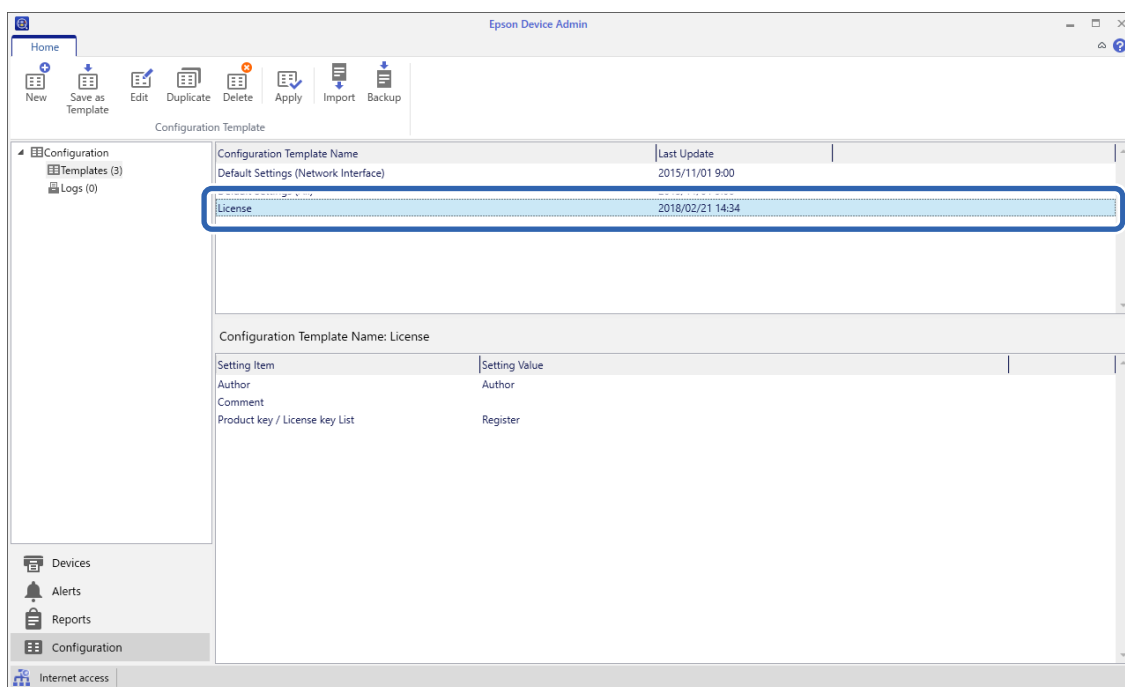 Epson Device Admin
Home
New
Save as
Template
Edit
Duplicate
Delete
Apply
Import
Backup
Configuration Template
Configuration
Templates (3)
Logs (0)
Configuration Template Name Last Update
Default Settings (Network Interface) 2015/11/01 9:00
License 2018/02/21 14:34
Configuration Template Name: License
Setting Item Setting Value
Author Author
Comment
Product key / License key List Register
Devices
Alerts
Reports
Configuration
Internet access